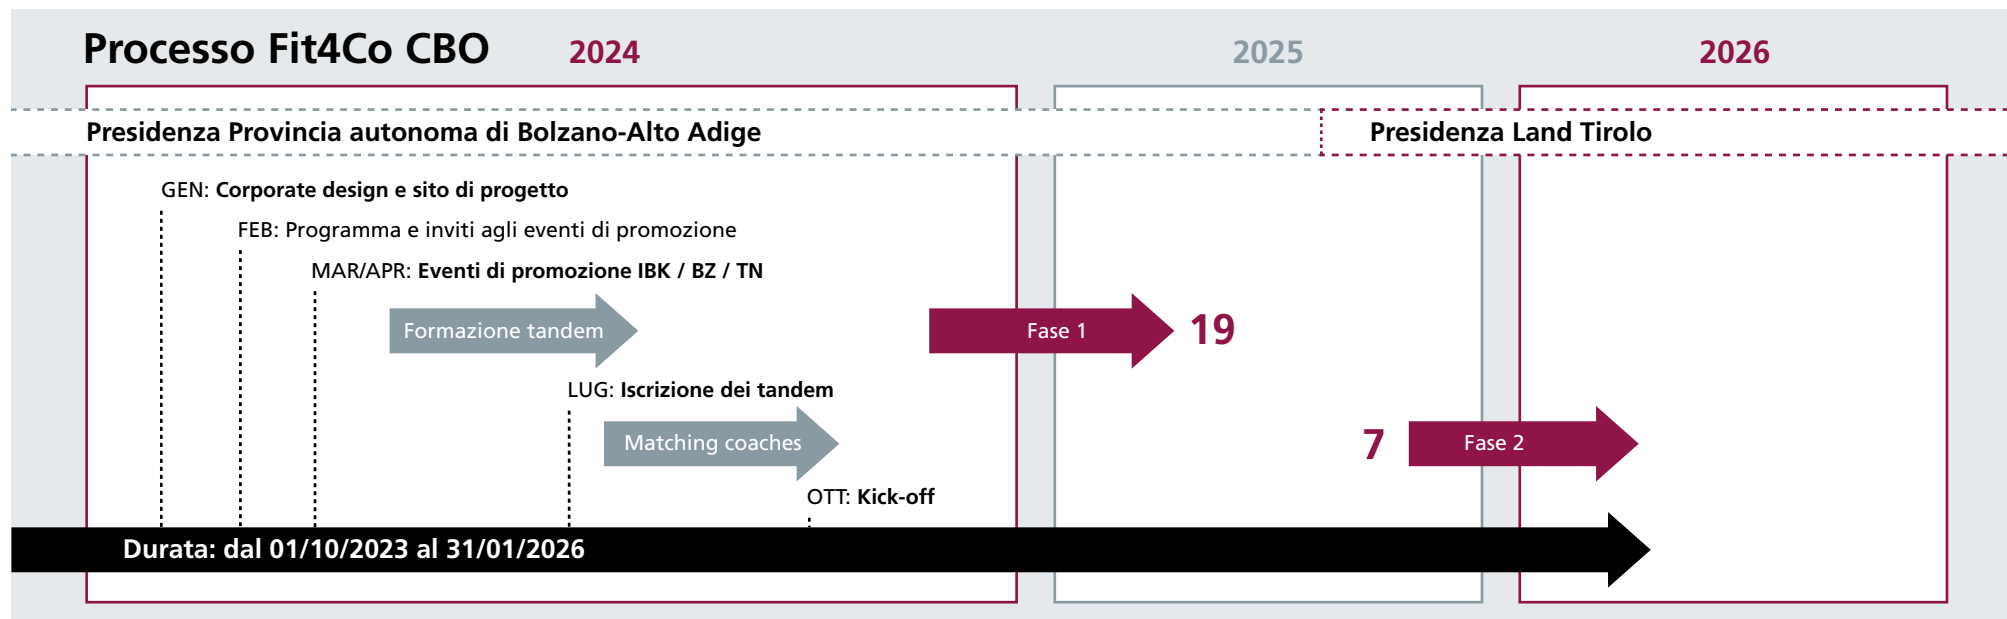 Processo Fit4Co CBO
2024
2025
2026
Presidenza Provincia autonoma di Bolzano-Alto Adige
Presidenza Land Tirolo
GEN: Corporate design e sito di progetto
FEB: Programma e inviti agli eventi di promozione
MAR/APR: Eventi di promozione IBK / BZ / TN
Formazione tandem
Fase 1
19
LUG: Iscrizione dei tandem
Matching coaches
7
Fase 2
OTT: Kick-off
Durata: dal 01/10/2023 al 31/01/2026